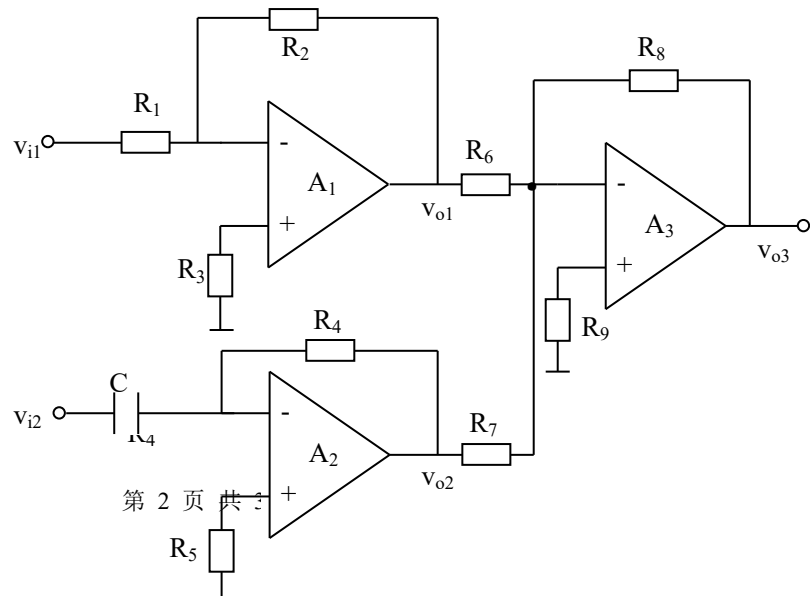 R₂
R₈
R₁
vᵢ₁
-
A₁
+
R₃
vₒ₁
R₆
-
A₃
+
vₒ₃
R₉
R₄
C
vᵢ₂
R₄
-
A₂
+
vₒ₂
R₇
第 2 页 共
R₅